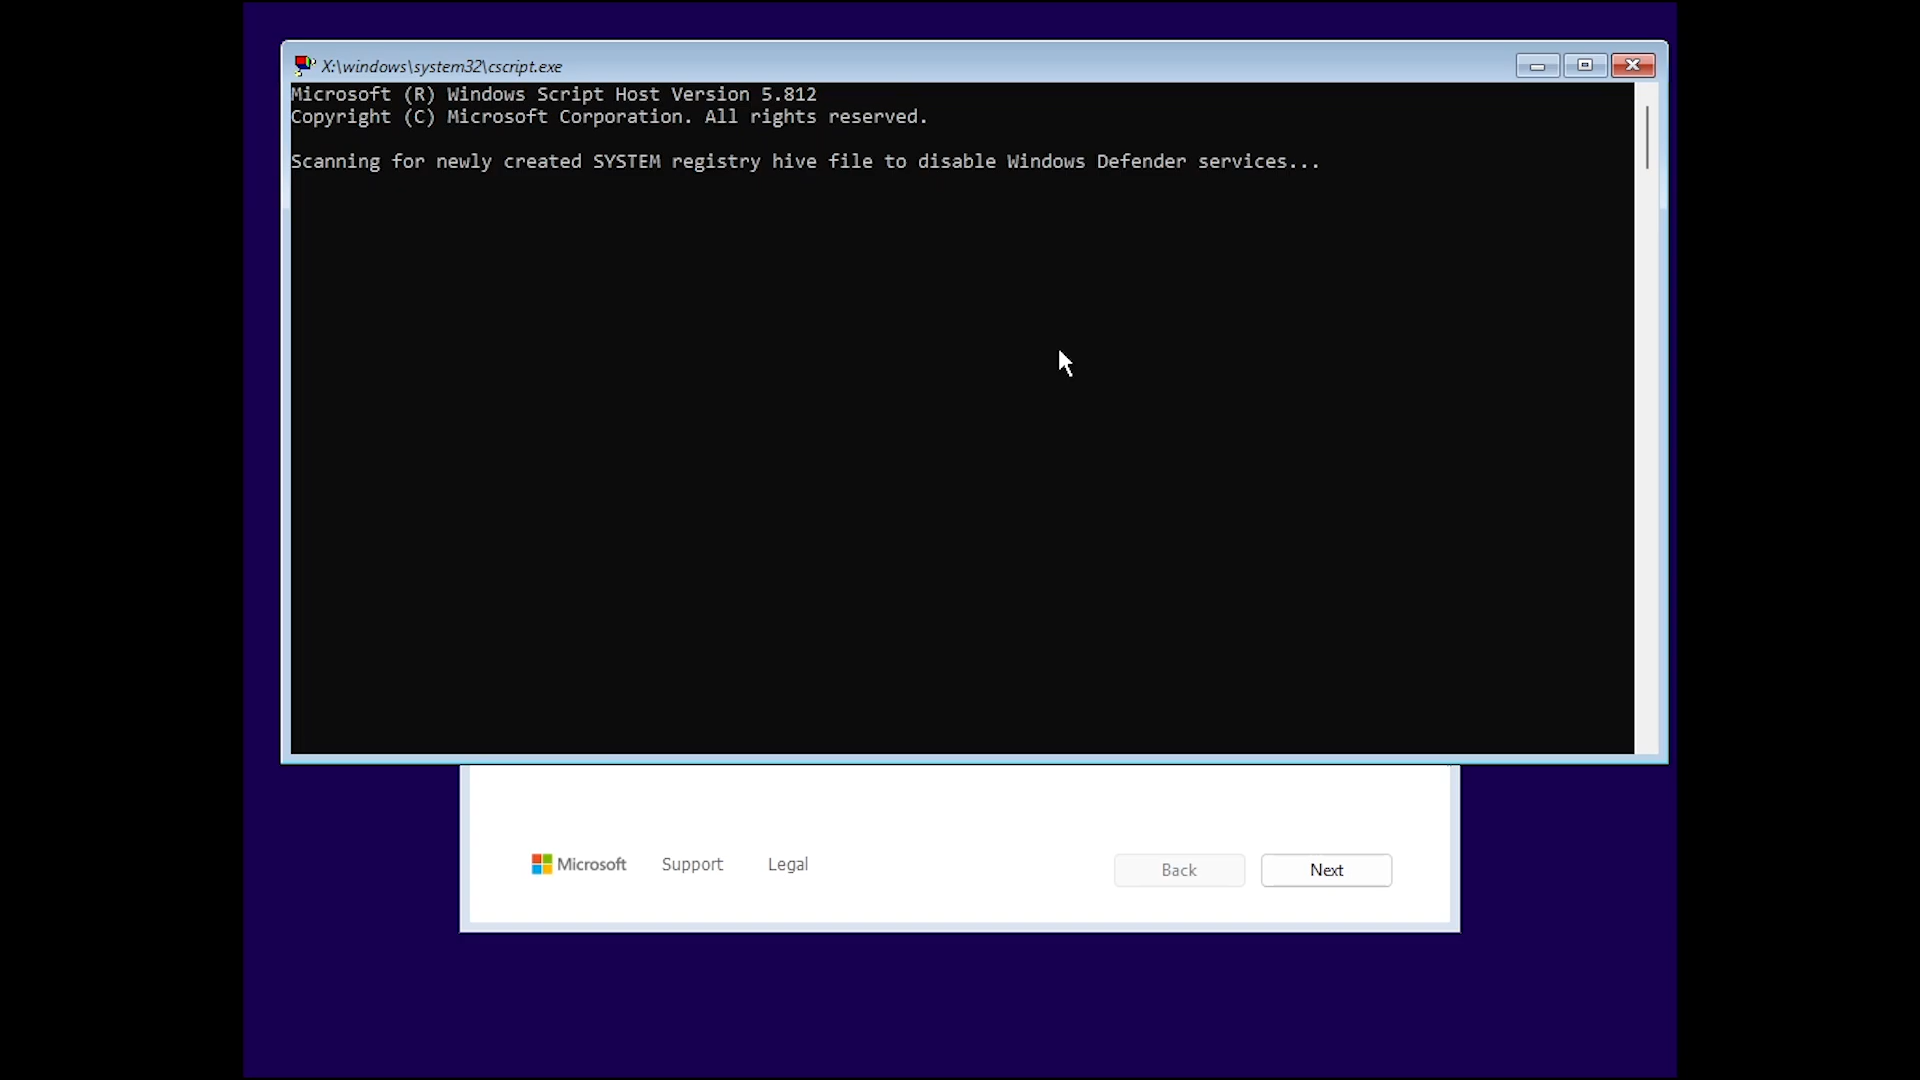 X:\windows\system32\cscript.exe
Microsoft (R) Windows Script Host Version 5.812
Copyright (C) Microsoft Corporation. All rights reserved.
Scanning for newly created SYSTEM registry hive file to disable Windows Defender services...
Microsoft Support Legal Back Next